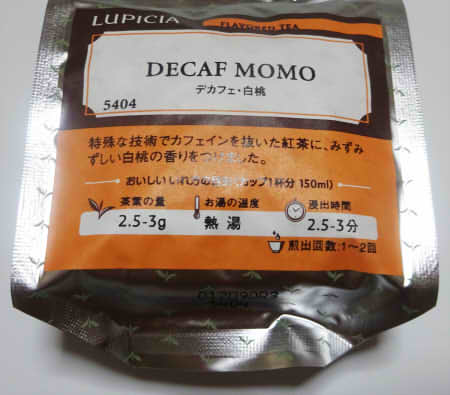 LUPICIA
FLAVORED TEA
DECAF MOMO
デカフェ・白桃
5404
特殊な技術でカフェインを抜いた紅茶に、みずみ
ずしい白桃の香りをつけました。
おいしい いれ方の目安(カップ1杯分 150ml)
茶葉の量 お湯の温度 浸出時間
2.5-3g 熱湯 2.5-3分
煎出回数:1〜2回
5404